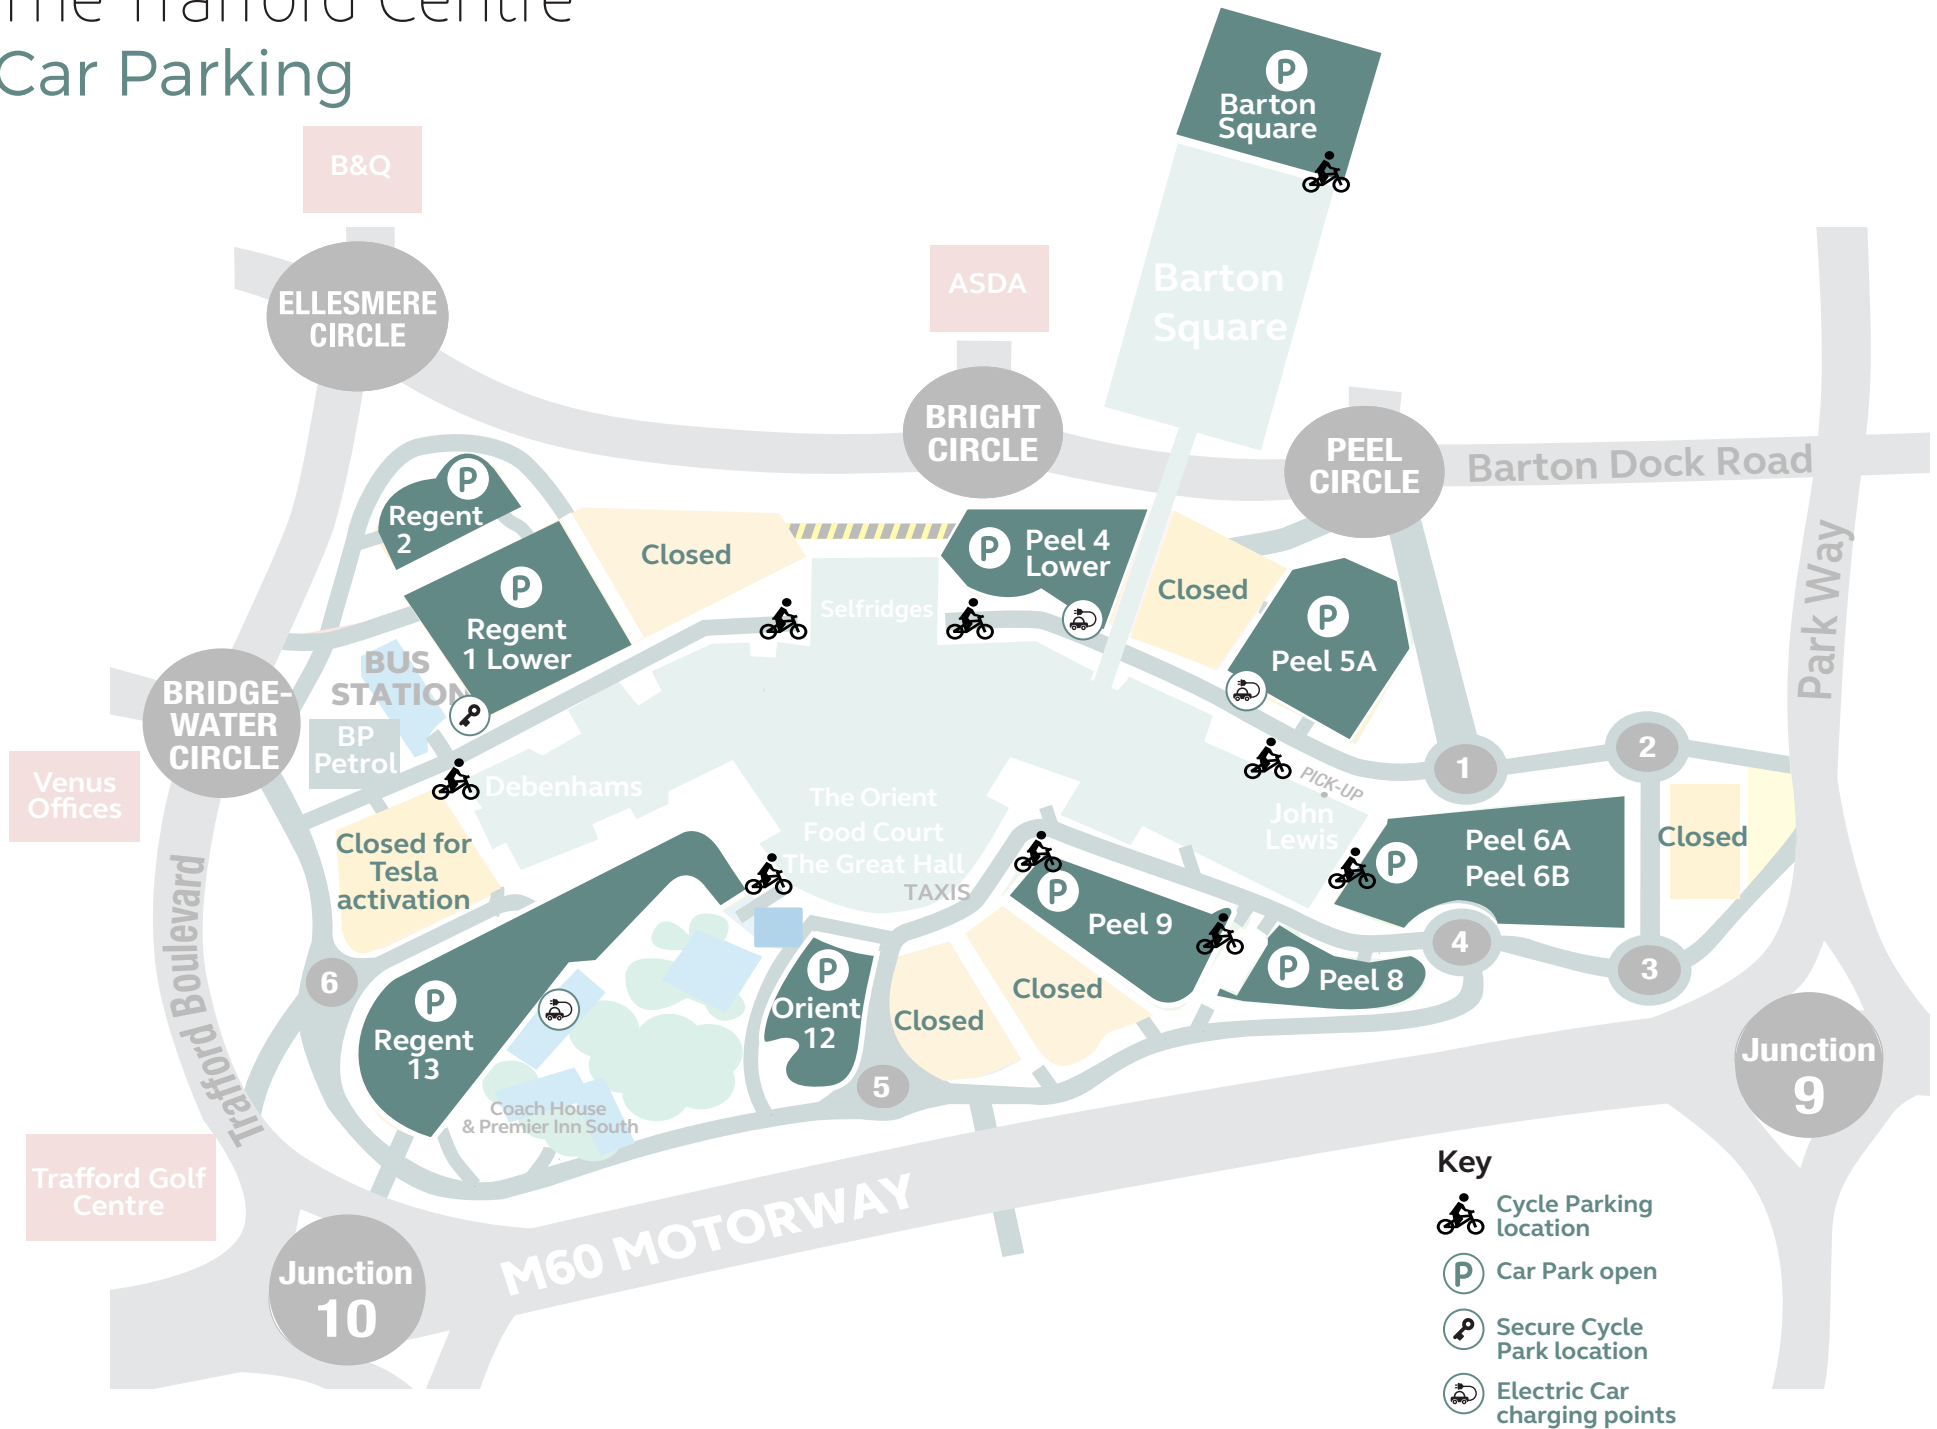 The Trafford Centre
Car Parking
B&Q
P
Barton
Square
ELLESMERE
CIRCLE
ASDA
Barton
Square
BRIGHT
CIRCLE
PEEL
CIRCLE
Barton Dock Road
Park Way
P
Regent
2
Closed
P
Peel 4
Lower
Closed
P
Regent
1 Lower
Selfridges
P
Peel 5A
BUS
STATION
BRIDGE-
WATER
CIRCLE
BP
Petrol
Venus
Offices
Debenhams
The Orient
Food Court
The Great Hall
TAXIS
PICK-UP
John
Lewis
1
2
P
Peel 6A
Peel 6B
Closed
Closed for
Tesla
activation
P
Peel 9
4
3
Trafford Boulevard
6
P
Regent
13
P
Orient
12
Closed
Closed
P
Peel 8
5
Coach House
& Premier Inn South
Junction
9
Trafford Golf
Centre
M60 MOTORWAY
Junction
10
Key
Cycle Parking
location
P
Car Park open
Secure Cycle
Park location
Electric Car
charging points